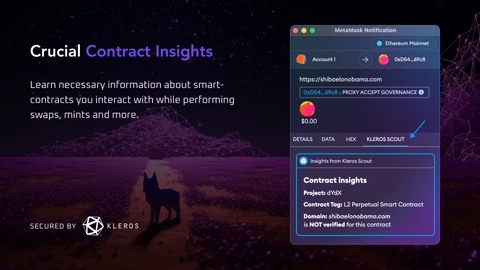 Crucial Contract Insights
Learn necessary information about smart-
contracts you interact with while performing
swaps, mints and more.
SECURED BY KLEROS
MetaMask Notification
Ethereum Mainnet
Account 1
0xD54...69c8
https://shibaelonobama.com
0xD54...69c8 : PROXY ACCEPT GOVERNANCE
$0.00
DETAILS DATA HEX KLEROS SCOUT
Insights from Kleros Scout
Contract insights
Project: dYdX
Contract Tag: L2 Perpetual Smart Contract
Domain: shibaelonobama.com
is NOT verified for this contract